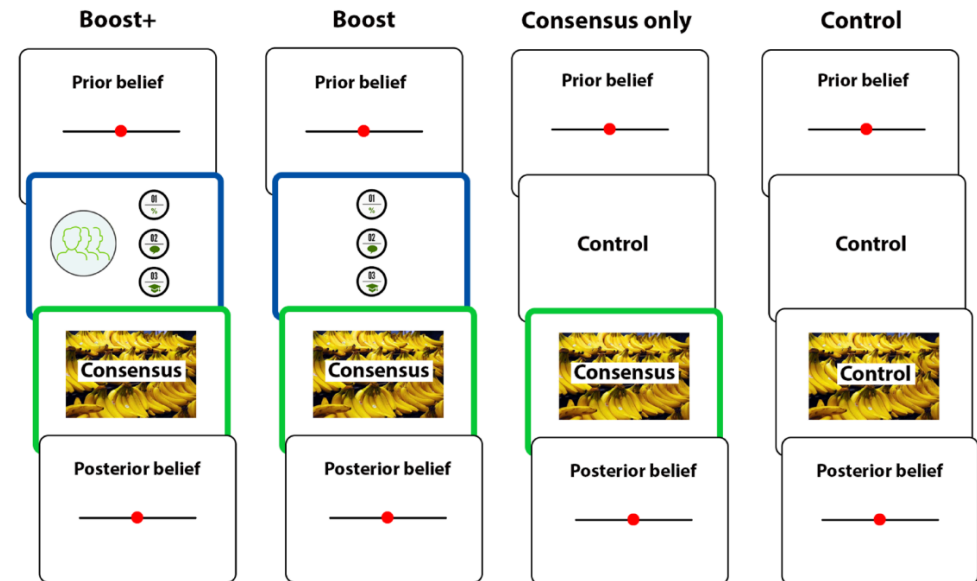 Boost+
Boost
Consensus only
Control
Prior belief
Prior belief
Prior belief
Prior belief
01
%
02
03
01
%
02
03
Control
Control
Consensus
Consensus
Consensus
Control
Posterior belief
Posterior belief
Posterior belief
Posterior belief